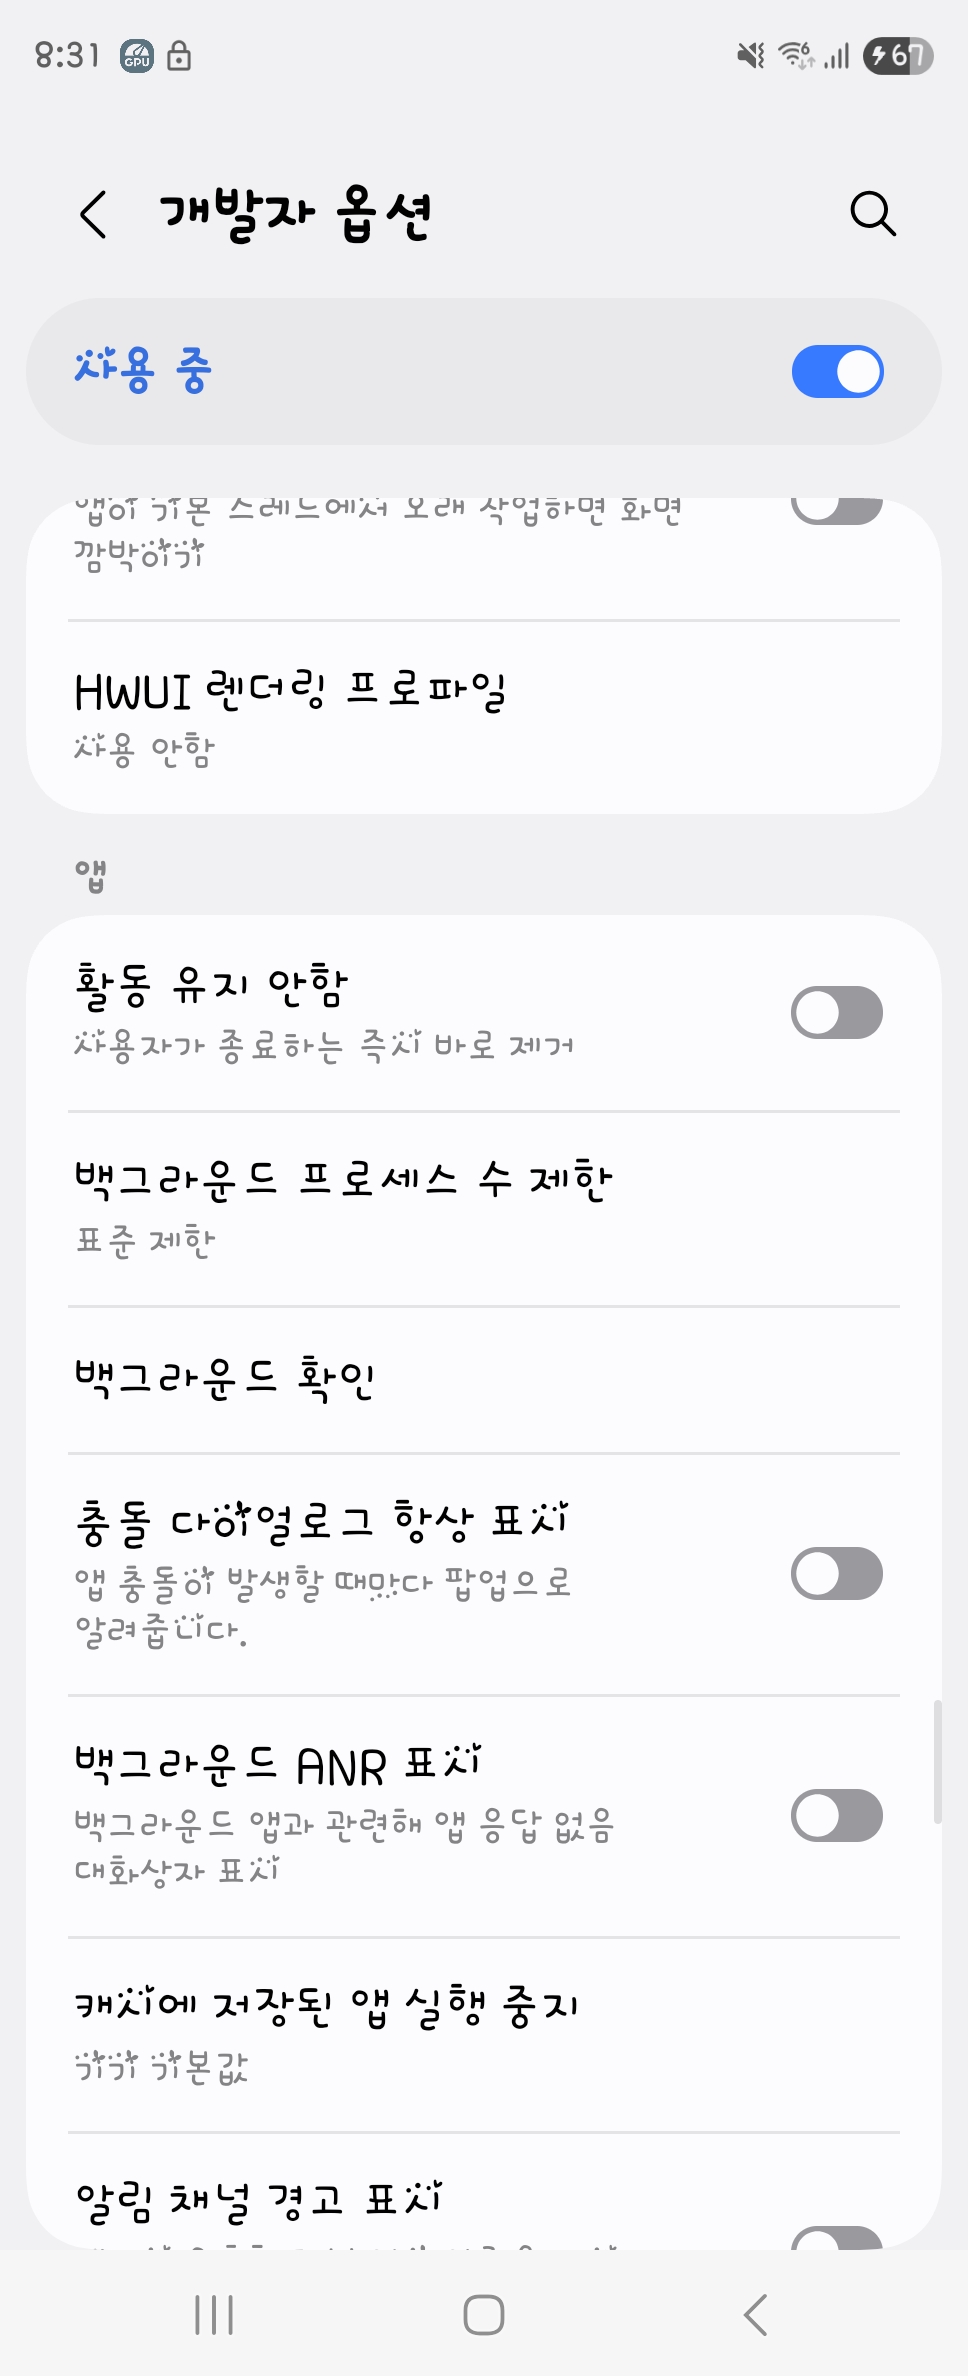 8:31 GPU 6 67
개발자 옵션
사용 중
앱이 기본 스레드에서 오래 작업하면 화면
깜박이기
HWUI 렌더링 프로파일
사용 안함
앱
활동 유지 안함
사용자가 종료하는 즉시 바로 제거
백그라운드 프로세스 수 제한
표준 제한
백그라운드 확인
충돌 다이얼로그 항상 표시
앱 충돌이 발생할 때마다 팝업으로
알려줍니다.
백그라운드 ANR 표시
백그라운드 앱과 관련해 앱 응답 없음
대화상자 표시
캐시에 저장된 앱 실행 중지
기기 기본값
알림 채널 경고 표시